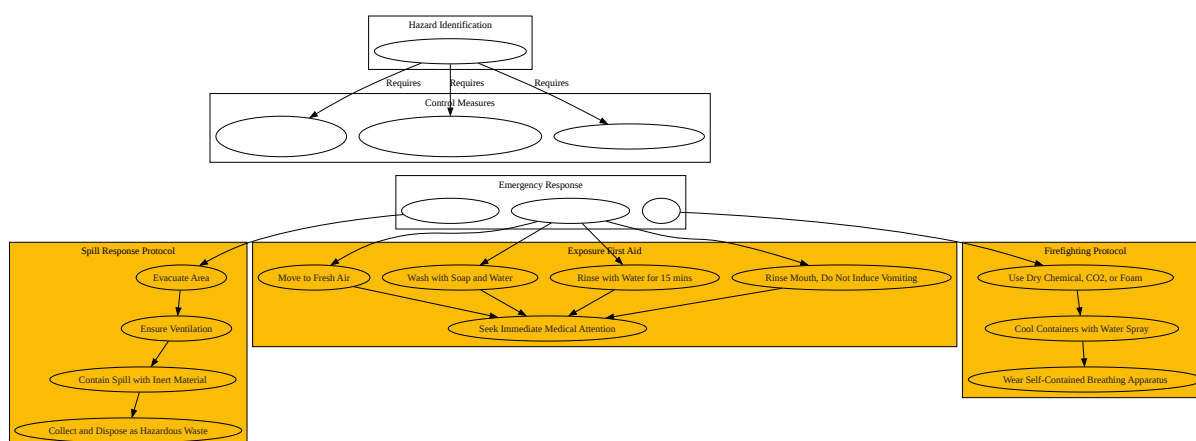 Hazard Identification
Requires
Requires
Requires
Control Measures
Emergency Response
Spill Response Protocol
Exposure First Aid
Firefighting Protocol
Evacuate Area
Move to Fresh Air
Wash with Soap and Water
Rinse with Water for 15 mins
Rinse Mouth, Do Not Induce Vomiting
Use Dry Chemical, CO2, or Foam
Ensure Ventilation
Seek Immediate Medical Attention
Cool Containers with Water Spray
Contain Spill with Inert Material
Wear Self-Contained Breathing Apparatus
Collect and Dispose as Hazardous Waste